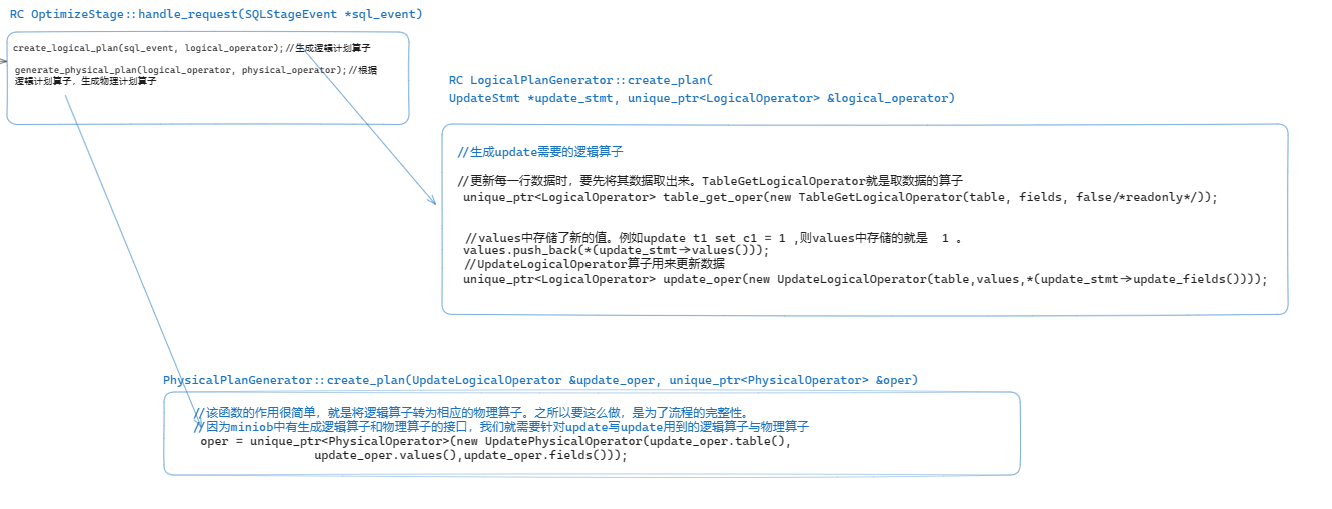 RC OptimizeStage::handle_request(SQLStageEvent *sql_event)
create_logical_plan(sql_event, logical_operator);//生成逻辑计划算子
generate_physical_plan(logical_operator, physical_operator);//根据
逻辑计划算子，生成物理计划算子
RC LogicalPlanGenerator::create_plan(
UpdateStmt *update_stmt, unique_ptr<LogicalOperator> &logical_operator)
//生成update需要的逻辑算子
//更新每一行数据时，要先将其数据取出来。TableGetLogicalOperator就是取数据的算子
unique_ptr<LogicalOperator> table_get_oper(new TableGetLogicalOperator(table, fields, false/*readonly*/));
//values中存储了新的值。例如update t1 set c1 = 1 ,则values中存储的就是 1 。
values.push_back(*(update_stmt->values()));
//UpdateLogicalOperator算子用来更新数据
unique_ptr<LogicalOperator> update_oper(new UpdateLogicalOperator(table,values,*(update_stmt->update_fields())));
PhysicalPlanGenerator::create_plan(UpdateLogicalOperator &update_oper, unique_ptr<PhysicalOperator> &oper)
//该函数的作用很简单，就是将逻辑算子转为相应的物理算子。之所以要这么做，是为了流程的完整性。
//因为miniob中有生成逻辑算子和物理算子的接口，我们就需要针对update写update用到的逻辑算子与物理算子
oper = unique_ptr<PhysicalOperator>(new UpdatePhysicalOperator(update_oper.table(),
update_oper.values(),update_oper.fields()));